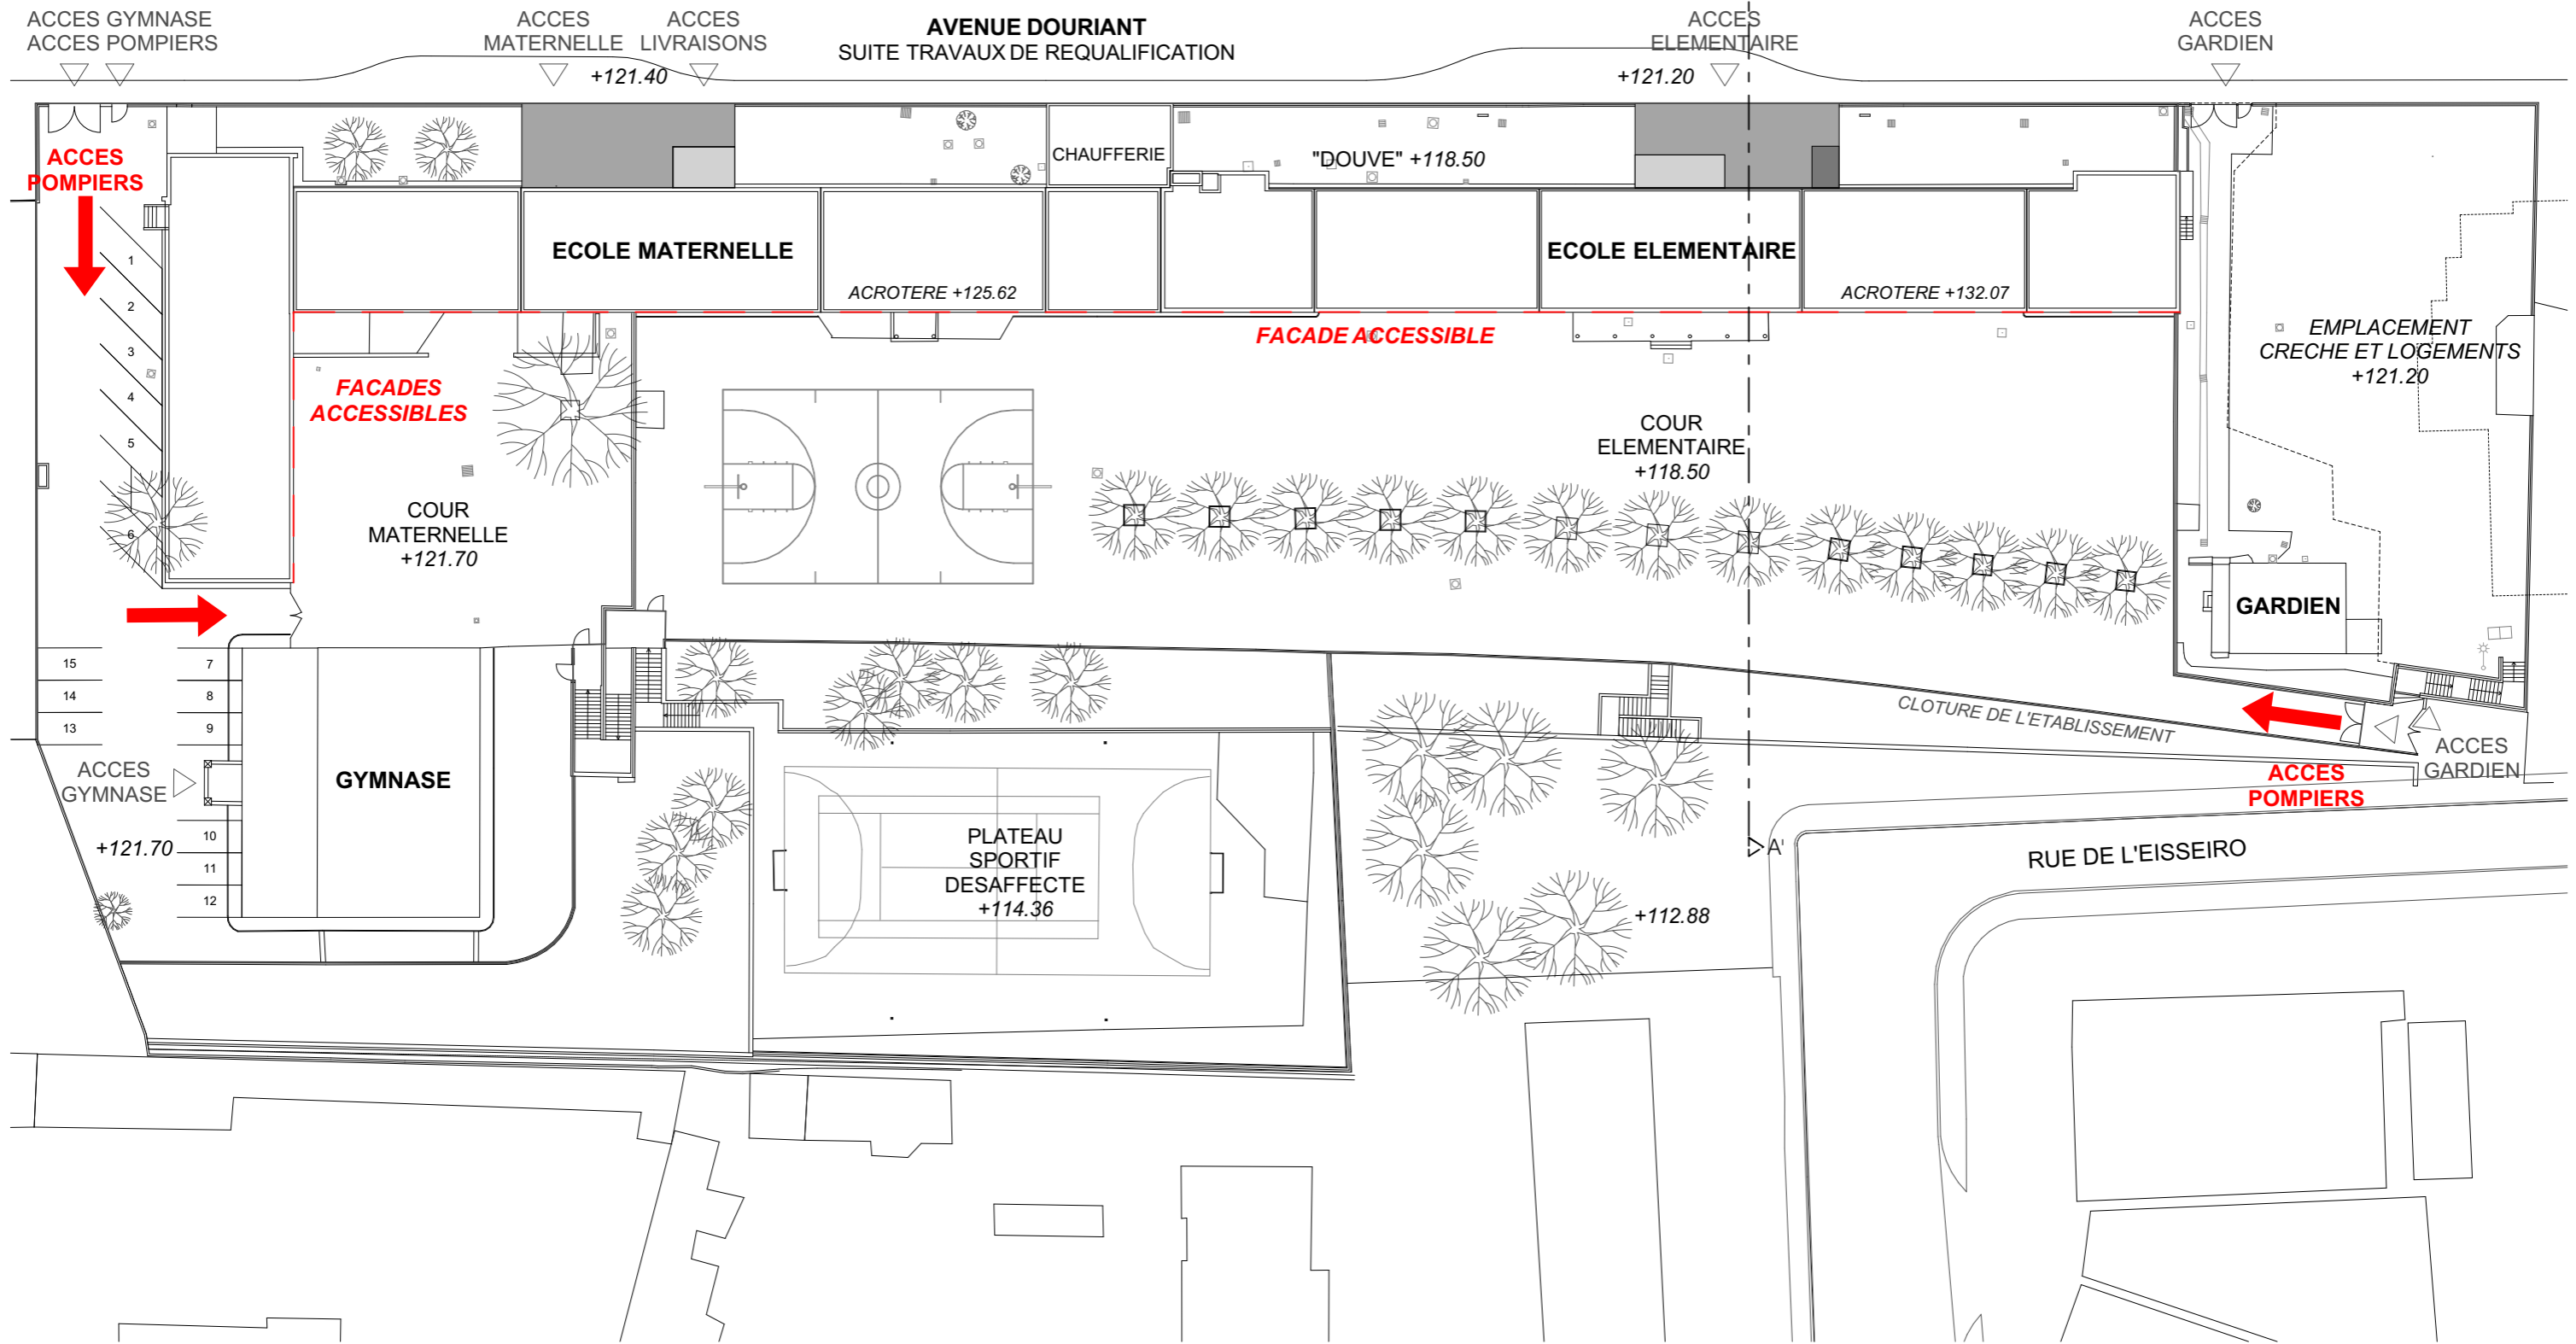 ACCES GYMNASE
ACCES POMPIERS
ACCES
MATERNELLE
ACCES
LIVRAISONS
+121.40
AVENUE DOURIANT
SUITE TRAVAUX DE REQUALIFICATION
ACCES
ELEMENTAIRE
+121.20
ACCES
GARDIEN
ACCES
POMPIERS
CHAUFFERIE
"DOUVE" +118.50
ECOLE MATERNELLE
ACROTERE +125.62
ECOLE ELEMENTAIRE
ACROTERE +132.07
1
2
3
4
5
6
FACADES
ACCESSIBLES
FACADE ACCESSIBLE
EMPLACEMENT
CRECHE ET LOGEMENTS
+121.20
COUR
MATERNELLE
+121.70
COUR
ELEMENTAIRE
+118.50
GARDIEN
15
14
13
7
8
9
ACCES
GYMNASE
GYMNASE
+121.70
10
11
12
PLATEAU
SPORTIF
DESAFFECTE
+114.36
+112.88
A'
CLOTURE DE L'ETABLISSEMENT
ACCES
GARDIEN
ACCES
POMPIERS
RUE DE L'EISSEIRO